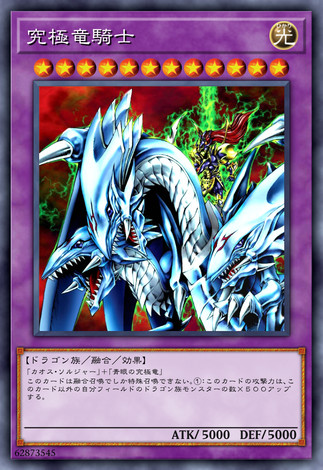 究極竜騎士
光
【ドラゴン族／融合／効果】
「カオス・ソルジャー」+「青眼の究極竜」
このカードは融合召喚でしか特殊召喚できない。①:このカードの攻撃力は、こ
のカード以外の自分フィールドのドラゴン族モンスターの数×５００アップ
する。
ATK/5000 DEF/5000
62873545